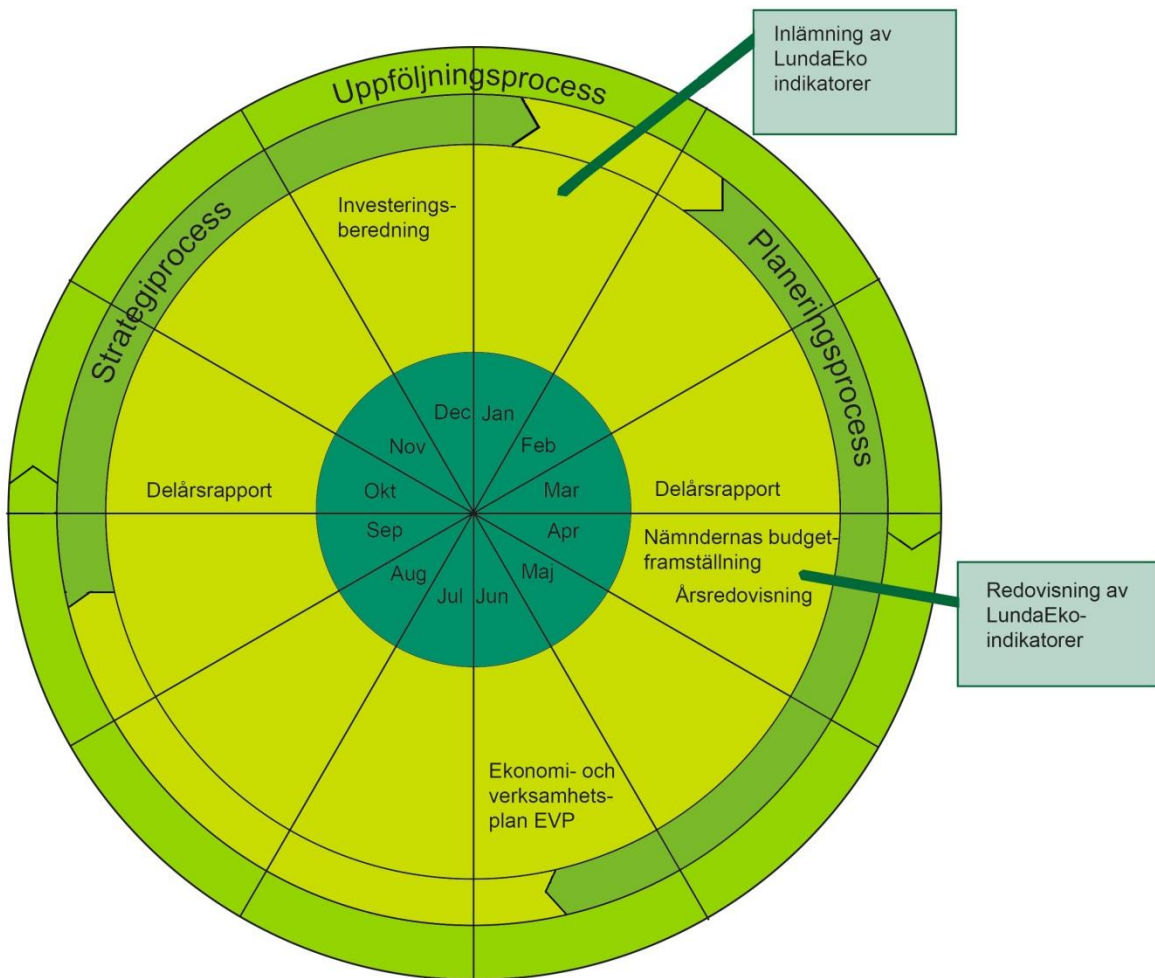 Inlämning av
LundaEko
indikatorer
Uppföljningsprocess
Strategiprocess
Planeringsprocess
Investerings-
beredning
Dec
Jan
Nov
Feb
Okt
Mar
Sep
Apr
Aug
Maj
Jul
Jun
Delårsrapport
Delårsrapport
Nämndernas budget-
framställning
Årsredovisning
Redovisning av
LundaEko-
indikatorer
Ekonomi- och
verksamhets-
plan EVP